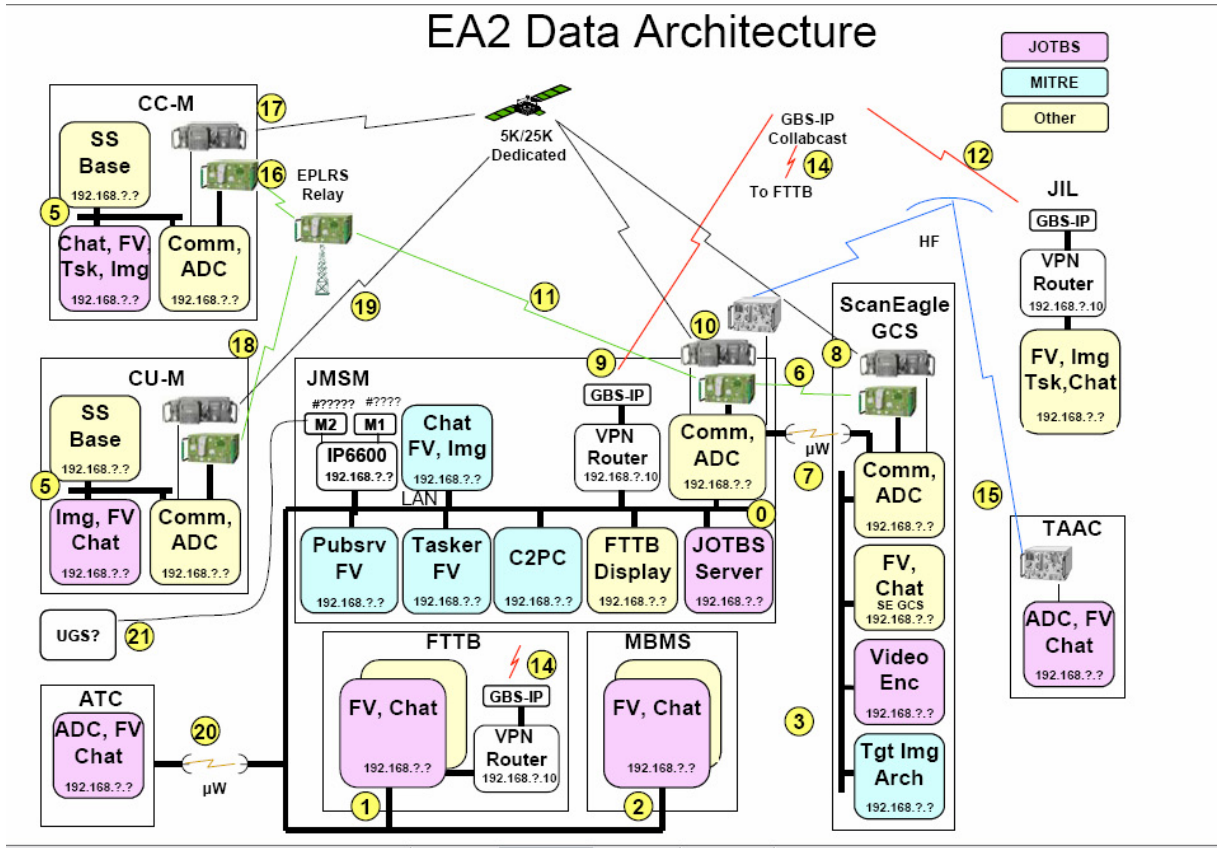 EA2 Data Architecture
JOTBS
MITRE
Other
CC-M
17
SS
Base
192.168.?.?
5
Chat, FV,
Tsk, Img
192.168.?.?
Comm,
ADC
192.168.?.?
16
EPLRS
Relay
5K/25K
Dedicated
GBS-IP
Collabcast
14
To FTTB
12
JIL
GBS-IP
VPN
Router
192.168.?.10
FV, Img
Tsk,Chat
192.168.?.?
HF
11
19
18
CU-M
SS
Base
192.168.?.?
5
Img, FV
Chat
192.168.?.?
Comm,
ADC
192.168.?.?
JMSM
#?????
#????
M2
M1
IP6600
192.168.?.?
Chat
FV, Img
192.168.?.?
LAN
9
GBS-IP
VPN
Router
192.168.?.10
10
Comm,
ADC
192.168.?.?
0
6
µW
7
Pubsrv
FV
192.168.?.?
Tasker
FV
192.168.?.?
C2PC
192.168.?.?
FTTB
Display
192.168.?.?
JOTBS
Server
192.168.?.?
ScanEagle
GCS
8
Comm,
ADC
192.168.?.?
FV,
Chat
SE GCS
192.168.?.?
Video
Enc
192.168.?.?
3
Tgt Img
Arch
192.168.?.?
15
TAAC
ADC, FV
Chat
192.168.?.?
UGS?
21
ATC
ADC, FV
Chat
192.168.?.?
20
µW
FTTB
FV, Chat
192.168.?.?
14
GBS-IP
VPN
Router
192.168.?.10
1
MBMS
FV, Chat
192.168.?.?
2